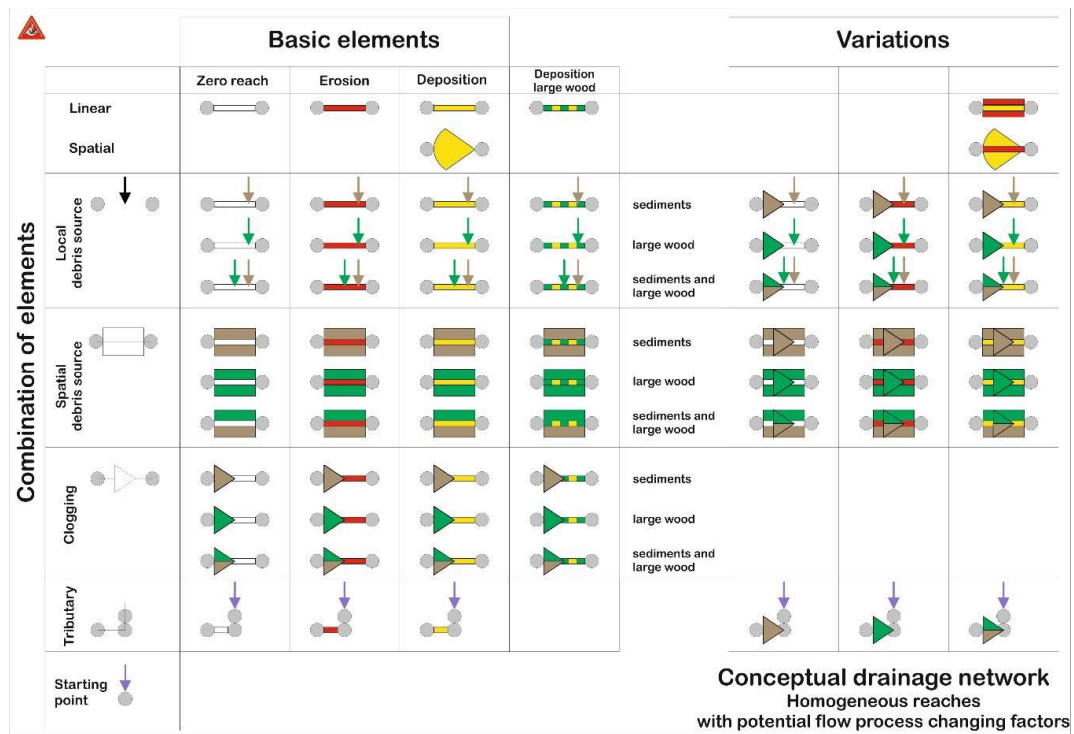 Basic elements
Variations
Zero reach
Erosion
Deposition
Deposition
large wood
Combination of elements
Linear
Spatial
Local
debris source
sediments
large wood
sediments and
large wood
Spatial
debris source
sediments
large wood
sediments and
large wood
Clogging
sediments
large wood
sediments and
large wood
Tributary
Starting
point
Conceptual drainage network
Homogeneous reaches
with potential flow process changing factors